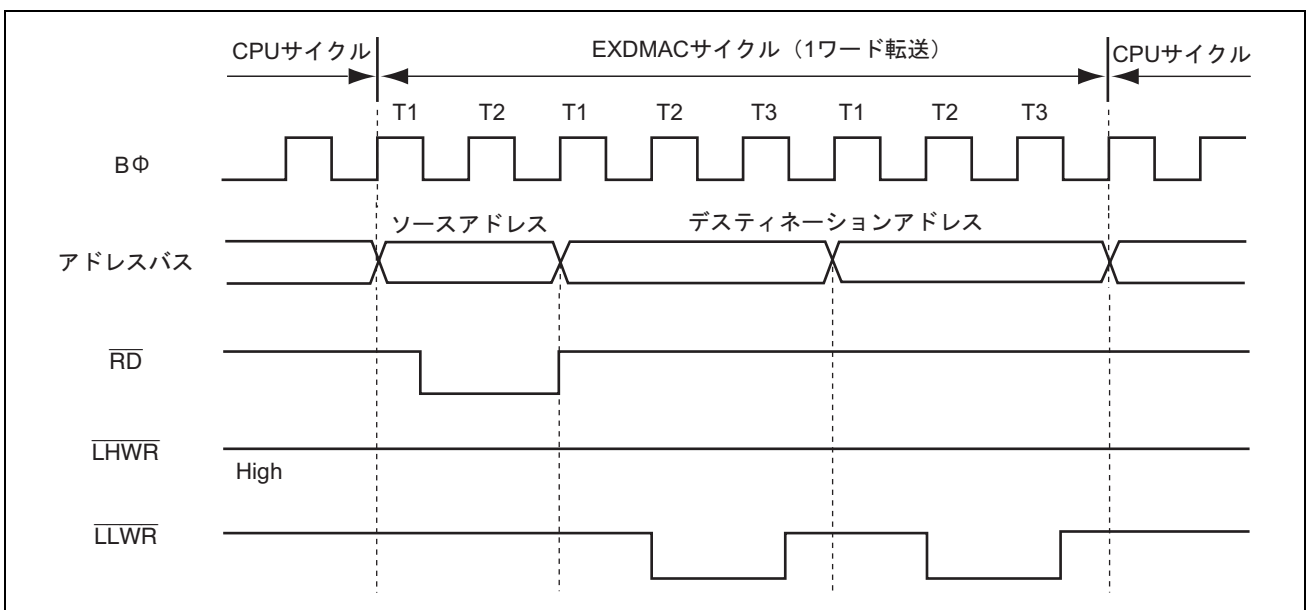 CPUサイクル EXDMACサイクル（1ワード転送） CPUサイクル
T1 T2 T1 T2 T3 T1 T2 T3
BΦ
ソースアドレス デスティネーションアドレス
アドレスバス
RD
LHWR
High
LLWR